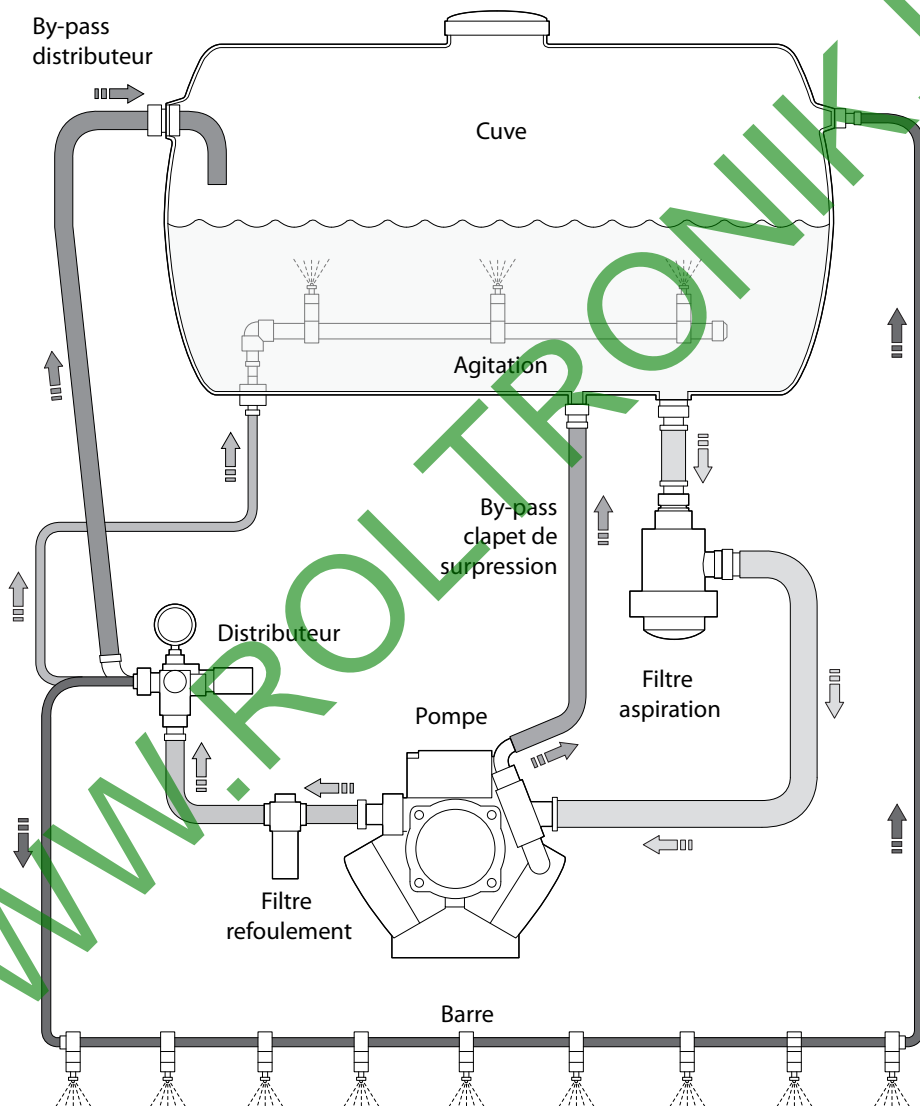 By-pass
distributeur
Cuve
Agitation
By-pass
clapet de
surpression
Distributeur
Filtre
aspiration
Pompe
Filtre
refoulement
Barre
WWW.ROLTRONIK.